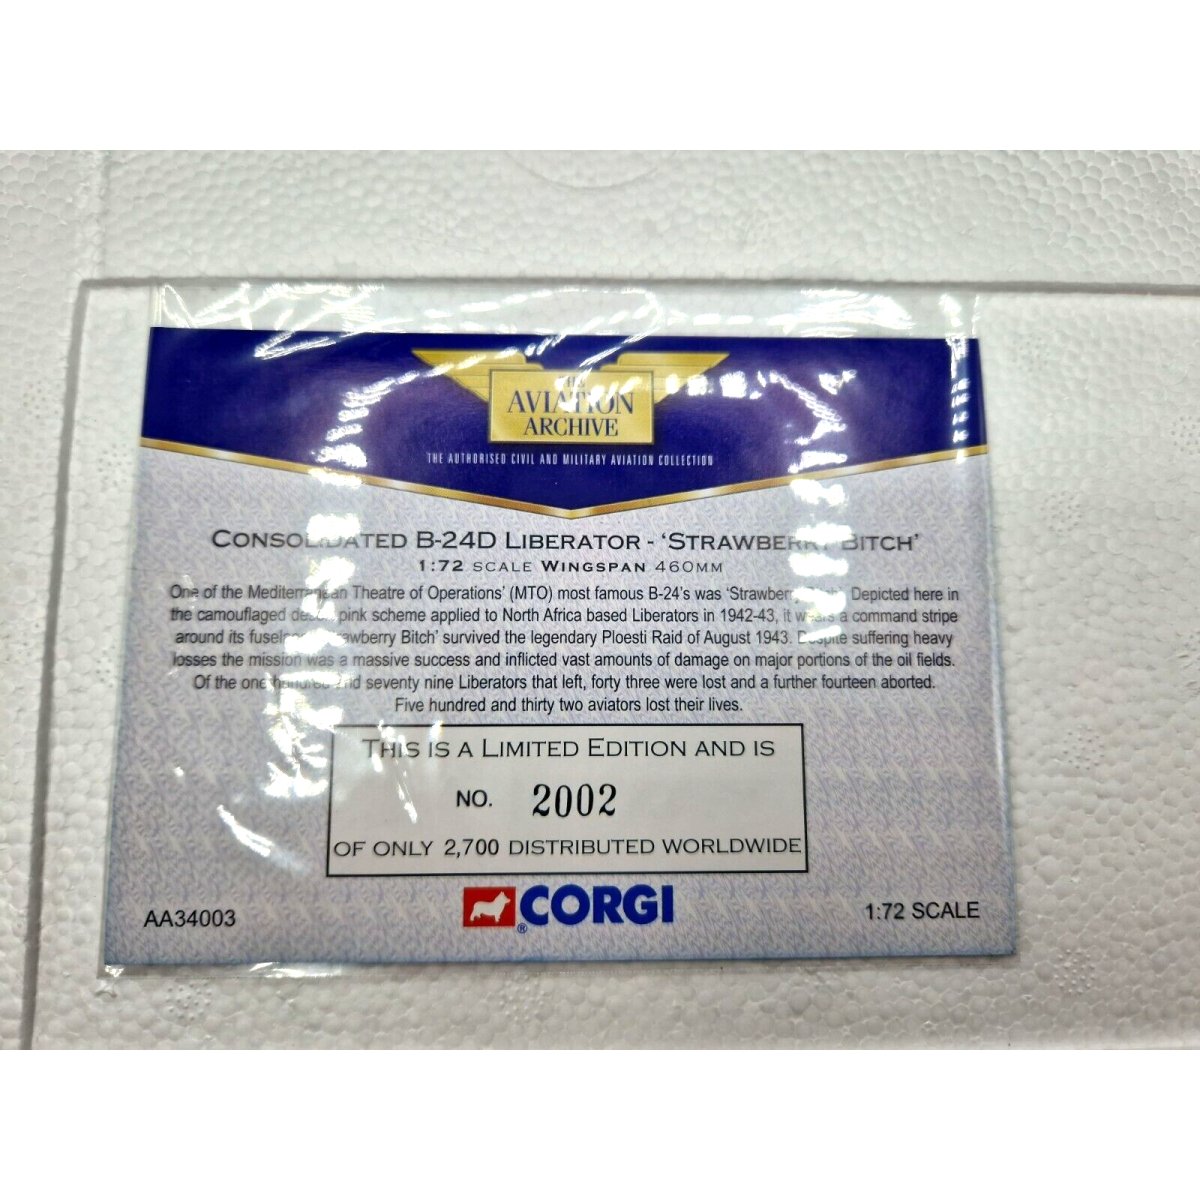 AVIATION
ARCHIVE
THE AUTHORISED CIVIL AND MILITARY AVIATION COLLECTION
CONSOLIDATED B-24D LIBERATOR - 'STRAWBERRY BITCH'
1:72 SCALE WINGSPAN 460MM
One of the Mediterranean Theatre of Operations' (MTO) most famous B-24's was 'Strawberry Depicted here in
the camouflaged desert pink scheme applied to North Africa based Liberators in 1942-43, it wears a command stripe
around its 'Strawberry Bitch' survived the legendary Ploesti Raid of August 1943. Despite suffering heavy
losses the mission was a massive success and inflicted vast amounts of damage on major portions of the oil fields.
Of the one hundred and seventy nine Liberators that left, forty three were lost and a further fourteen aborted.
Five hundred and thirty two aviators lost their lives.
THIS IS A LIMITED EDITION AND IS
NO. 2002
OF ONLY 2,700 DISTRIBUTED WORLDWIDE
AA34003
CORGI
®
1:72 SCALE